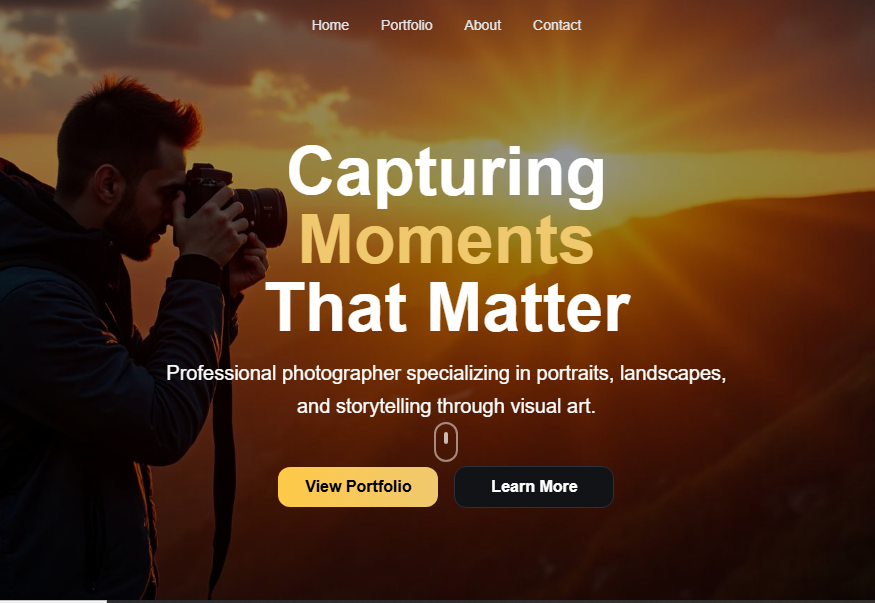 Home Portfolio About Contact
Capturing
Moments
That Matter
Professional photographer specializing in portraits, landscapes,
and storytelling through visual art.
View Portfolio Learn More